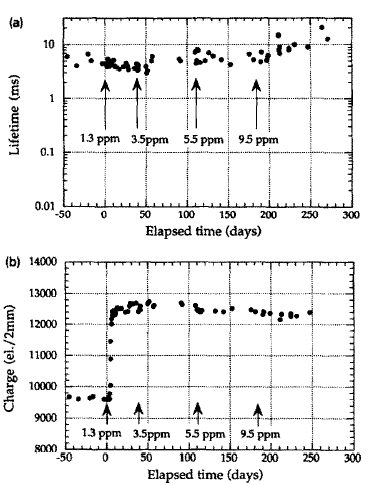 (a)
10
1
0.1
0.01
Lifetime (ms)
1.3 ppm 3.5ppm 5.5 ppm 9.5 ppm
-50 0 50 100 150 200 250 300
Elapsed time (days)
(b)
14000
13000
12000
11000
10000
9000
8000
Charge (el./2mm)
1.3 ppm 3.5ppm 5.5 ppm 9.5 ppm
-50 0 50 100 150 200 250 300
Elapsed time (days)